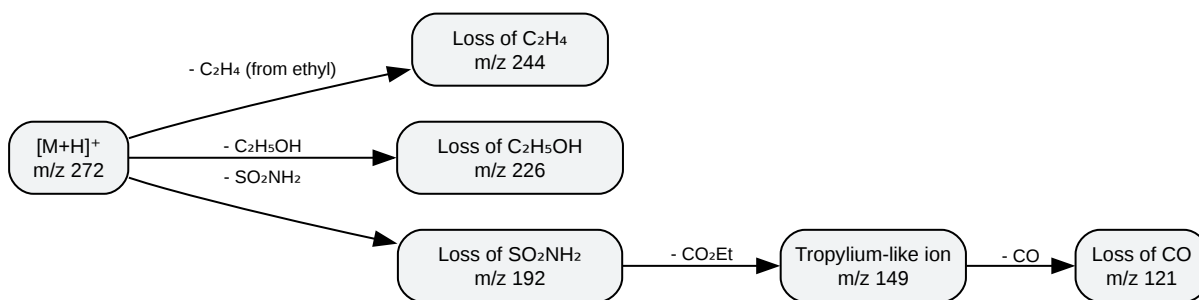 Loss of C₂H₄
m/z 244
- C₂H₄ (from ethyl)
[M+H]⁺
m/z 272
- C₂H₅OH
Loss of C₂H₅OH
m/z 226
- SO₂NH₂
Loss of SO₂NH₂
m/z 192
- CO₂Et
Tropylium-like ion
m/z 149
- CO
Loss of CO
m/z 121